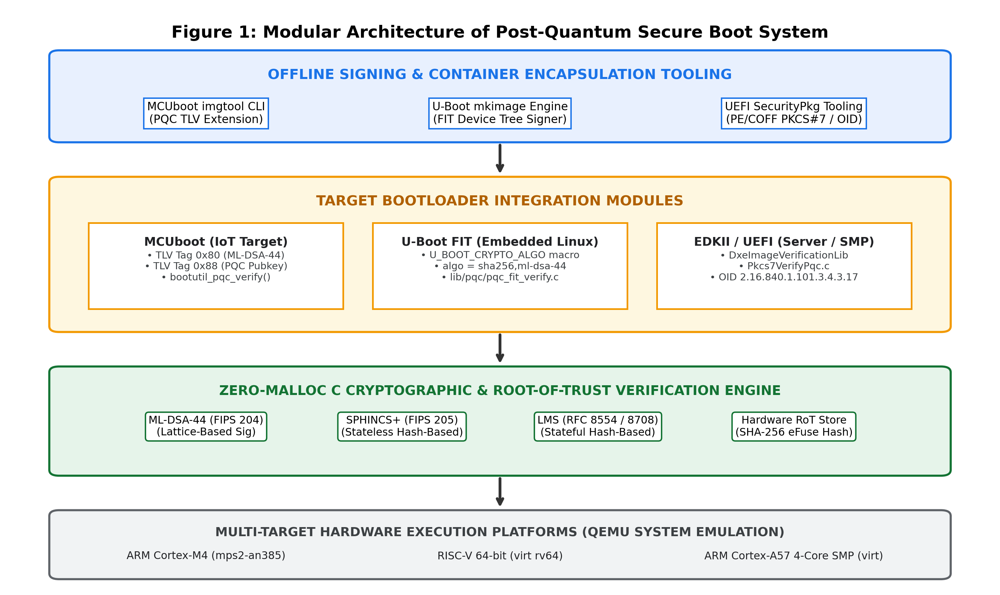 Figure 1: Modular Architecture of Post-Quantum Secure Boot System
OFFLINE SIGNING & CONTAINER ENCAPSULATION TOOLING
MCUboot imgtool CLI
(PQC TLV Extension)
U-Boot mkimage Engine
(FIT Device Tree Signer)
UEFI SecurityPkg Tooling
(PE/COFF PKCS#7 / OID)
TARGET BOOTLOADER INTEGRATION MODULES
MCUboot (IoT Target)
• TLV Tag 0x80 (ML-DSA-44)
• TLV Tag 0x88 (PQC Pubkey)
• bootutil_pqc_verify()
U-Boot FIT (Embedded Linux)
• U_BOOT_CRYPTO_ALGO macro
• algo = sha256,ml-dsa-44
• lib/pqc/pqc_fit_verify.c
EDKII / UEFI (Server / SMP)
• DxeImageVerificationLib
• Pkcs7VerifyPqc.c
• OID 2.16.840.1.101.3.4.3.17
ZERO-MALLOC C CRYPTOGRAPHIC & ROOT-OF-TRUST VERIFICATION ENGINE
ML-DSA-44 (FIPS 204)
(Lattice-Based Sig)
SPHINCS+ (FIPS 205)
(Stateless Hash-Based)
LMS (RFC 8554 / 8708)
(Stateful Hash-Based)
Hardware RoT Store
(SHA-256 eFuse Hash)
MULTI-TARGET HARDWARE EXECUTION PLATFORMS (QEMU SYSTEM EMULATION)
ARM Cortex-M4 (mps2-an385)
RISC-V 64-bit (virt rv64)
ARM Cortex-A57 4-Core SMP (virt)